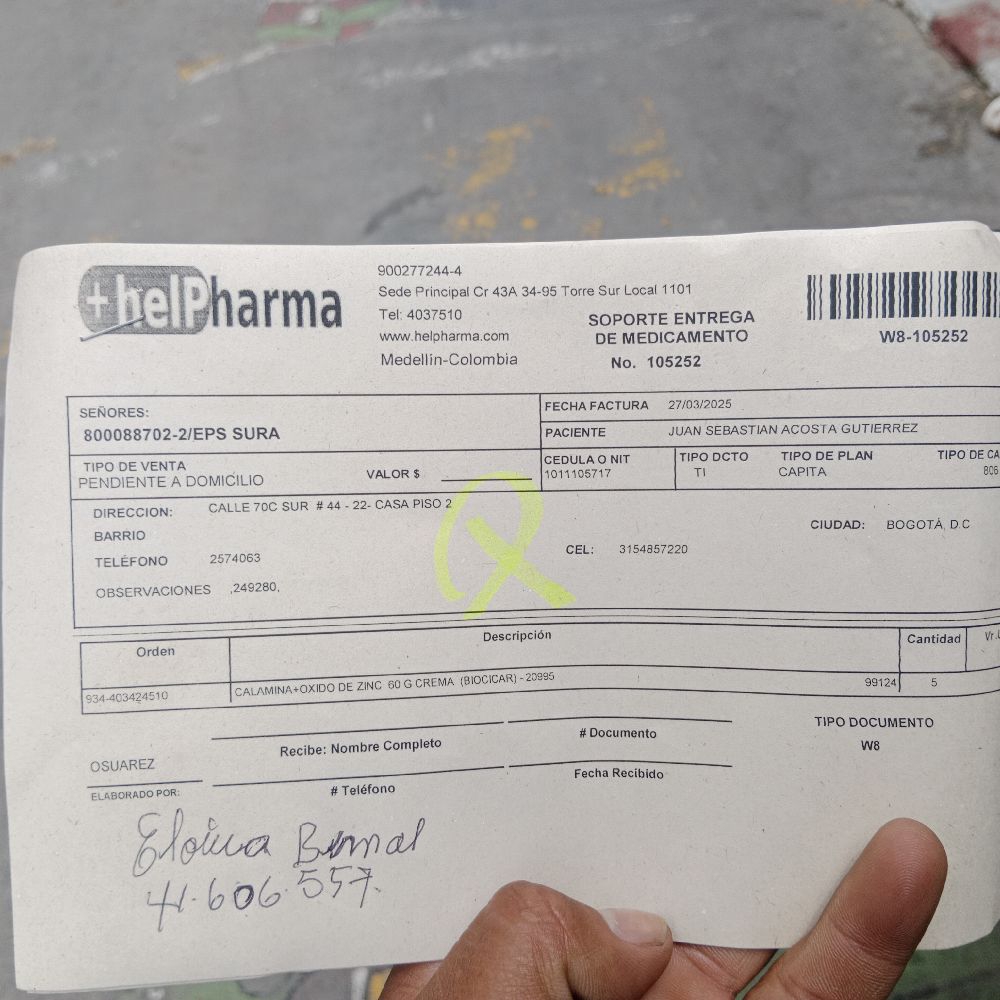 +helPharma
900277244-4
Sede Principal Cr 43A 34-95 Torre Sur Local 1101
Tel: 4037510
www.helpharma.com
Medellín-Colombia
SOPORTE ENTREGA
DE MEDICAMENTO
No. 105252
W8-105252
SEÑORES:
800088702-2/EPS SURA
FECHA FACTURA 27/03/2025
PACIENTE JUAN SEBASTIAN ACOSTA GUTIERREZ
TIPO DE VENTA
PENDIENTE A DOMICILIO
VALOR $
CEDULA O NIT
1011105717
TIPO DCTO
TI
TIPO DE PLAN
CAPITA
TIPO DE CA
806
DIRECCION: CALLE 70C SUR # 44 - 22- CASA PISO 2
BARRIO
CIUDAD: BOGOTÁ, D.C
TELÉFONO 2574063
CEL: 3154857220
OBSERVACIONES ,249280,
Orden Descripción Cantidad Vr.
934-403424510 CALAMINA+OXIDO DE ZINC 60 G CREMA (BIOCICAR) - 20995 99124 5
Recibe: Nombre Completo
# Documento
TIPO DOCUMENTO
W8
OSUAREZ
ELABORADO POR:
# Teléfono
Fecha Recibido
Bernal
41.606.557